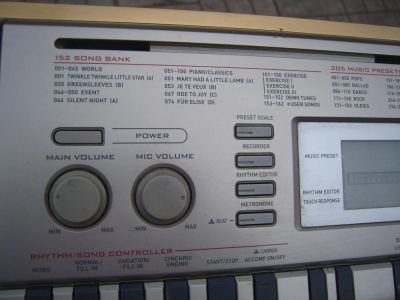 152 SONG BANK
001-045 WORLD
001 TWINKLE TWINKLE LITTLE STAR (A)
020 GREENSLEEVES (B)
046-050 EVENT
046 SILENT NIGHT (A)
051-100 PIANO/CLASSICS
051 MARY HAD A LITTLE LAMB (A)
053 JE TE VEUX (D)
067 ODE TO JOY (C)
074 FÜR ELISE (D)
101-150 EXERCISE
EXERCISE I
EXERCISE II
EXERCISE III
151-152 DEMO TUNES
153-162 USER SONGS
305 MUSIC PRESETS
001-050 POPS
051-085 BALLAD
086-110 DANCE
111-130 ROCK
131-150 OLDIES
POWER
MAIN VOLUME
MIC VOLUME
MIN
MAX
MIN
MAX
PRESET SCALE
RECORDER
RHYTHM EDITOR
METRONOME
BEAT
MUSIC PRESET
RHYTHM EDITOR
TOUCH RESPONSE
RHYTHM/SONG CONTROLLER
INTRO
NORMAL/
FILL-IN
VARIATION/
FILL-IN
SYNCHRO/
ENDING
START/STOP
CHORDS
ACCOMP ON/OFF